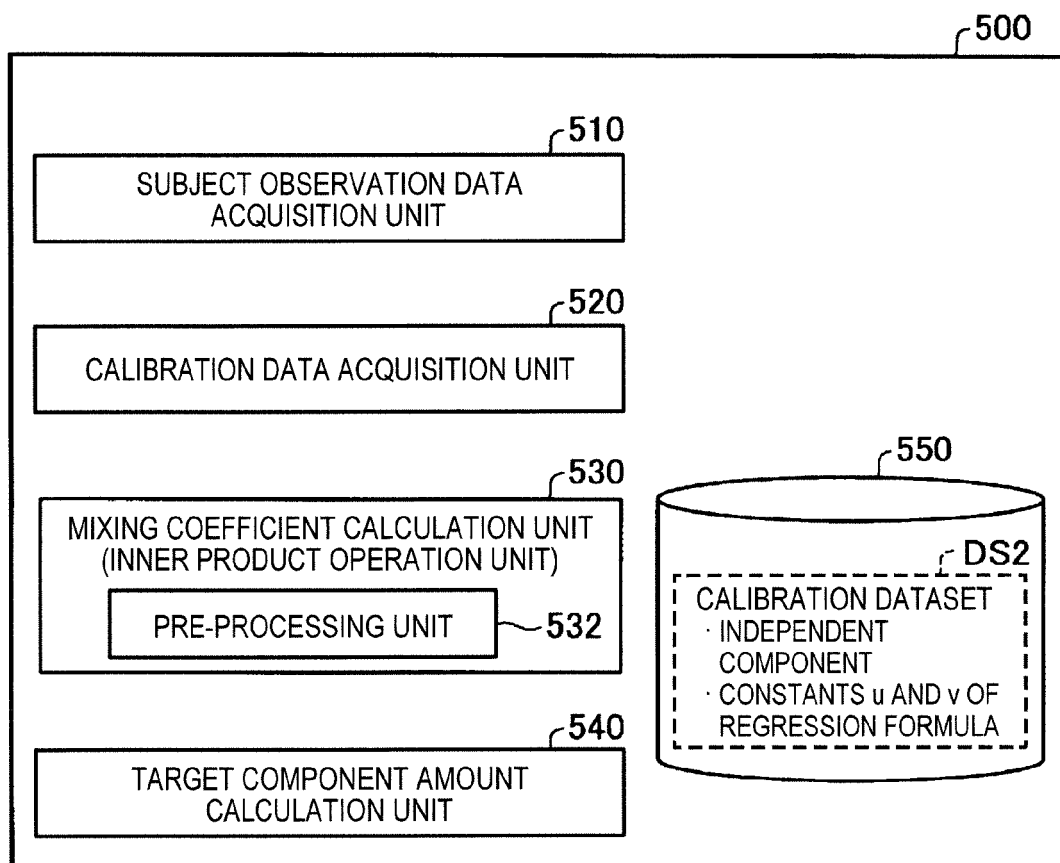 500
510
SUBJECT OBSERVATION DATA
ACQUISITION UNIT
520
CALIBRATION DATA ACQUISITION UNIT
530
MIXING COEFFICIENT CALCULATION UNIT
(INNER PRODUCT OPERATION UNIT)
PRE-PROCESSING UNIT
532
550
DS2
CALIBRATION DATASET
· INDEPENDENT
COMPONENT
· CONSTANTS u AND v OF
REGRESSION FORMULA
540
TARGET COMPONENT AMOUNT
CALCULATION UNIT